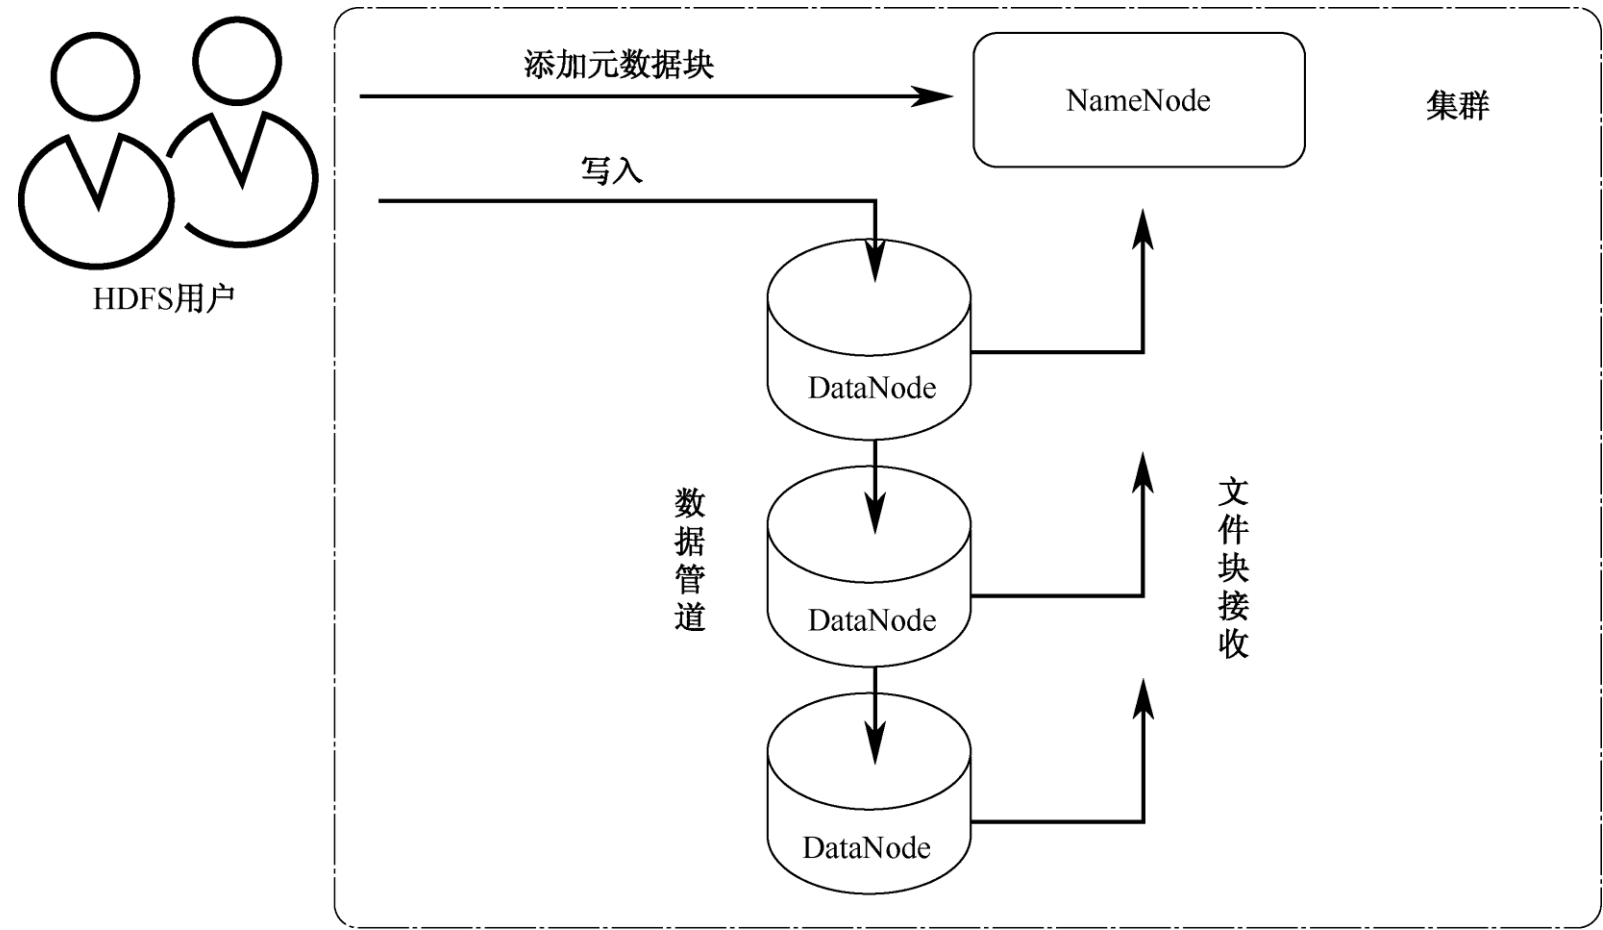 添加元数据块
NameNode
集群
写入
HDFS用户
DataNode
数据管道
DataNode
文件块接收
DataNode